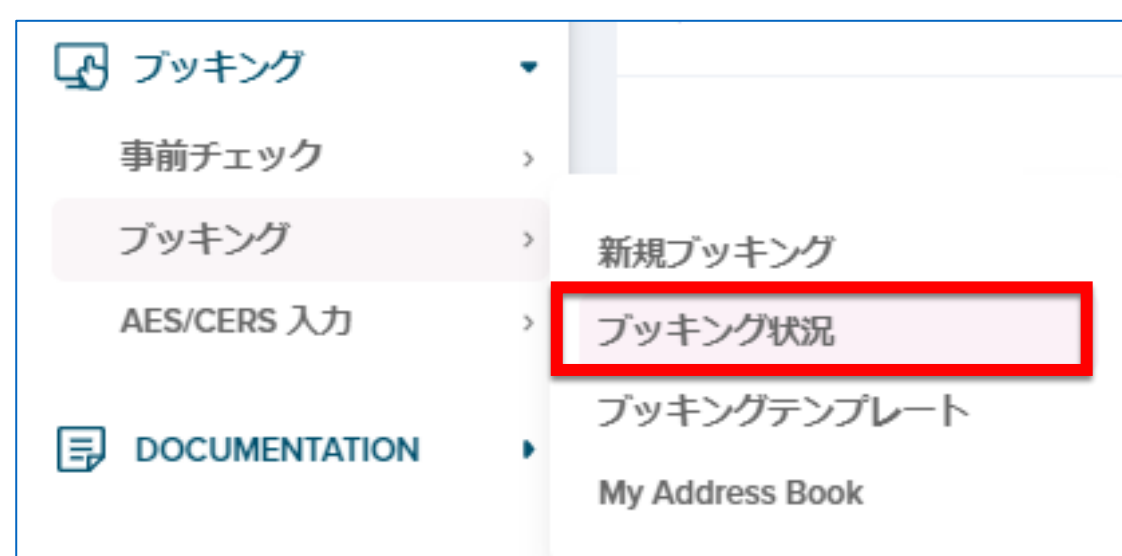 ブッキング
事前チェック
ブッキング
AES/CERS 入力
DOCUMENTATION
新規ブッキング
ブッキング状況
ブッキングテンプレート
My Address Book